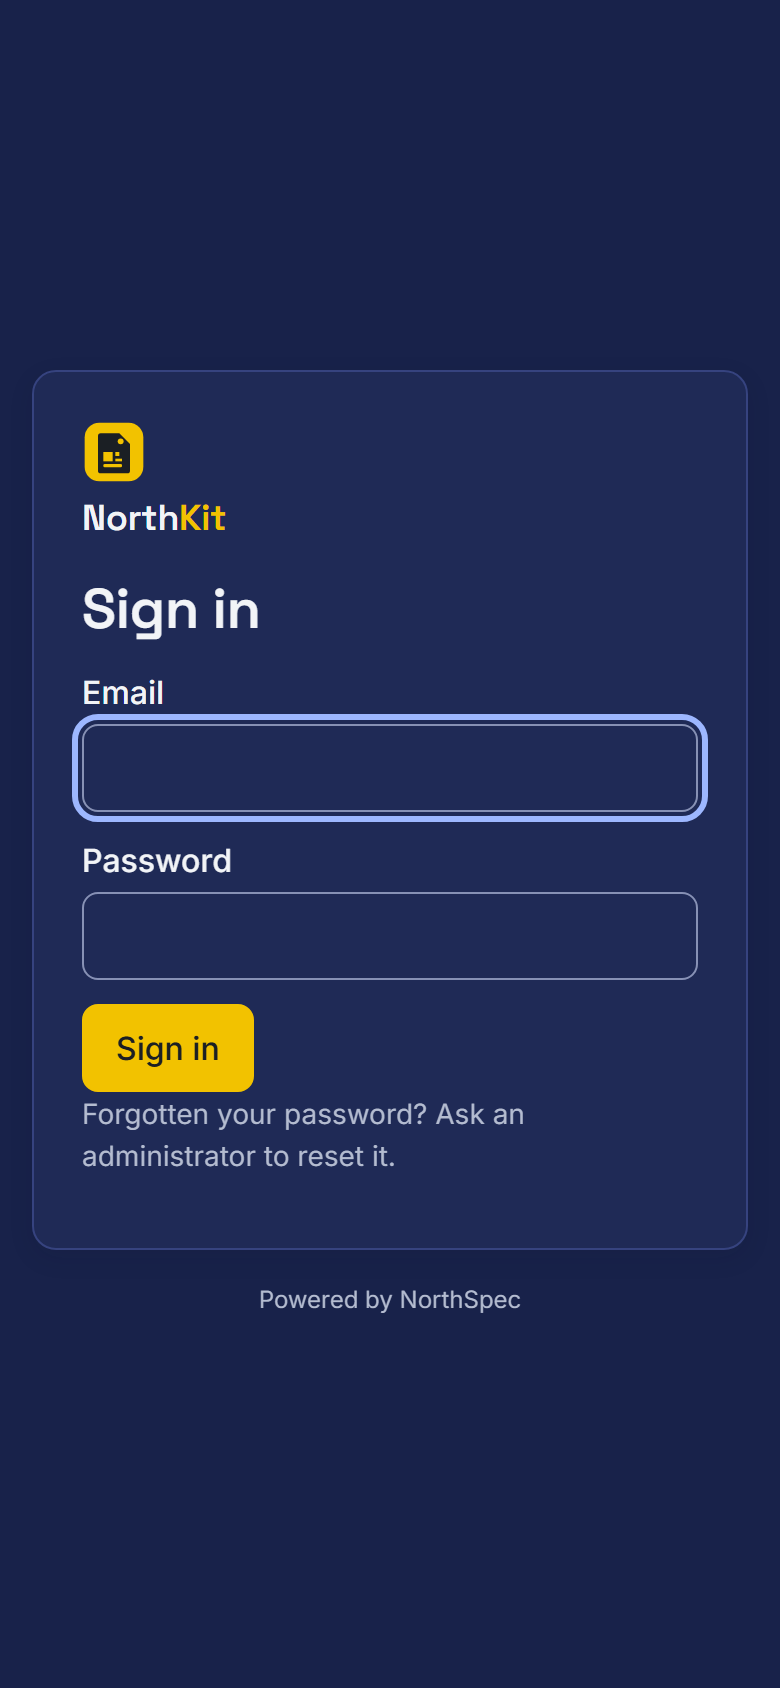 NorthKit
Sign in
Email
Password
Sign in
Forgotten your password? Ask an
administrator to reset it.
Powered by NorthSpec